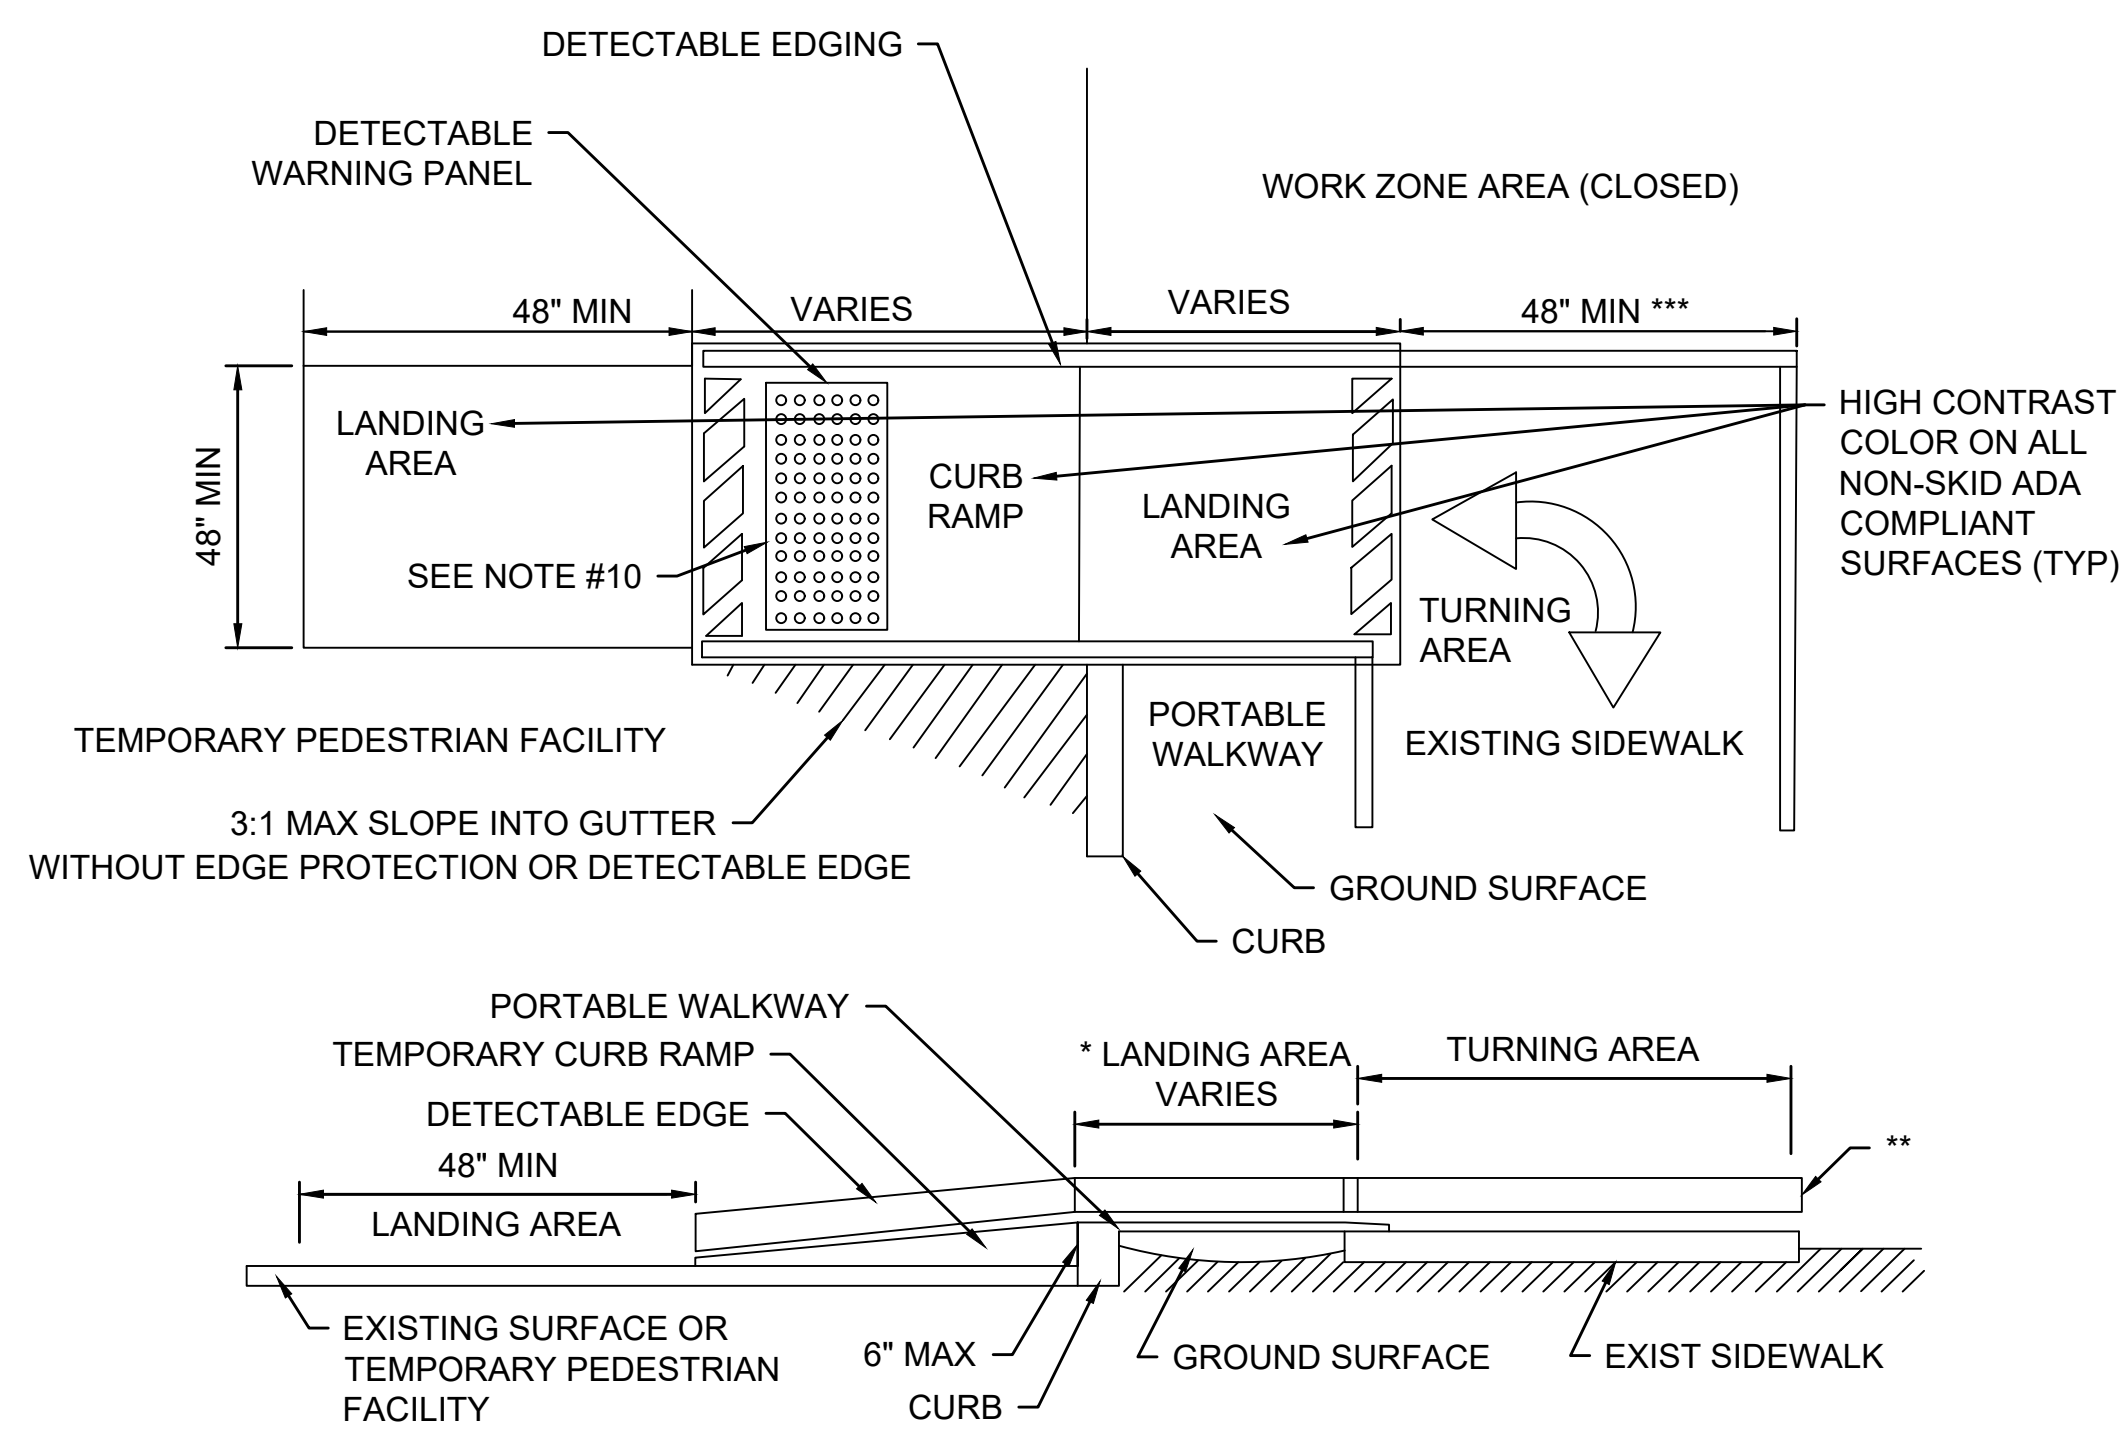 DETECTABLE EDGING
DETECTABLE
WARNING PANEL
WORK ZONE AREA (CLOSED)
48" MIN
VARIES
VARIES
48" MIN ***
48" MIN
LANDING
AREA
SEE NOTE #10
CURB
RAMP
LANDING
AREA
HIGH CONTRAST
COLOR ON ALL
NON-SKID ADA
COMPLIANT
SURFACES (TYP)
TURNING
AREA
TEMPORARY PEDESTRIAN FACILITY
PORTABLE
WALKWAY
EXISTING SIDEWALK
3:1 MAX SLOPE INTO GUTTER
WITHOUT EDGE PROTECTION OR DETECTABLE EDGE
GROUND SURFACE
CURB
PORTABLE WALKWAY
TEMPORARY CURB RAMP
DETECTABLE EDGE
48" MIN
LANDING AREA
* LANDING AREA
VARIES
TURNING AREA
**
EXISTING SURFACE OR
TEMPORARY PEDESTRIAN
FACILITY
6" MAX
CURB
GROUND SURFACE
EXIST SIDEWALK